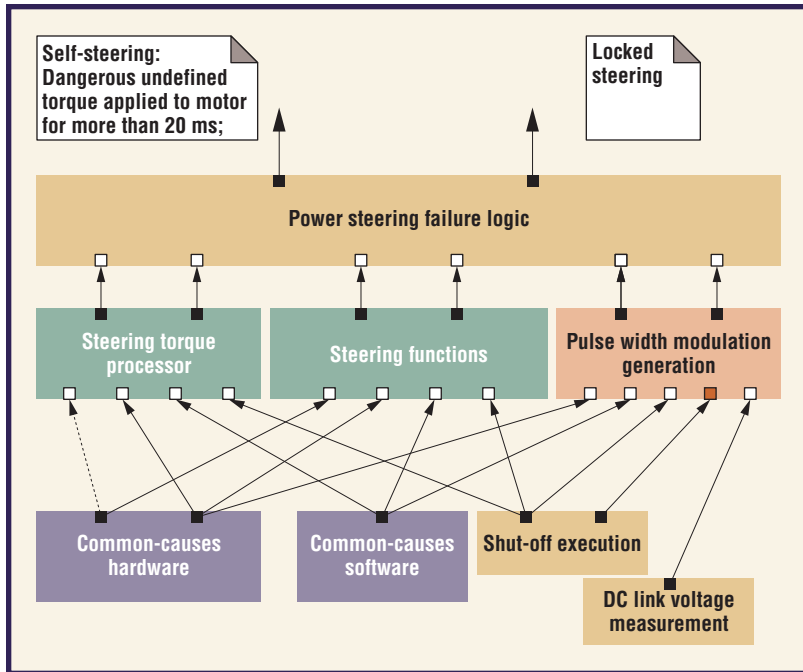 Self-steering:
Dangerous undefined
torque applied to motor
for more than 20 ms;
Locked
steering
Power steering failure logic
Steering torque
processor
Steering functions
Pulse width modulation
generation
Common-causes
hardware
Common-causes
software
Shut-off execution
DC link voltage
measurement